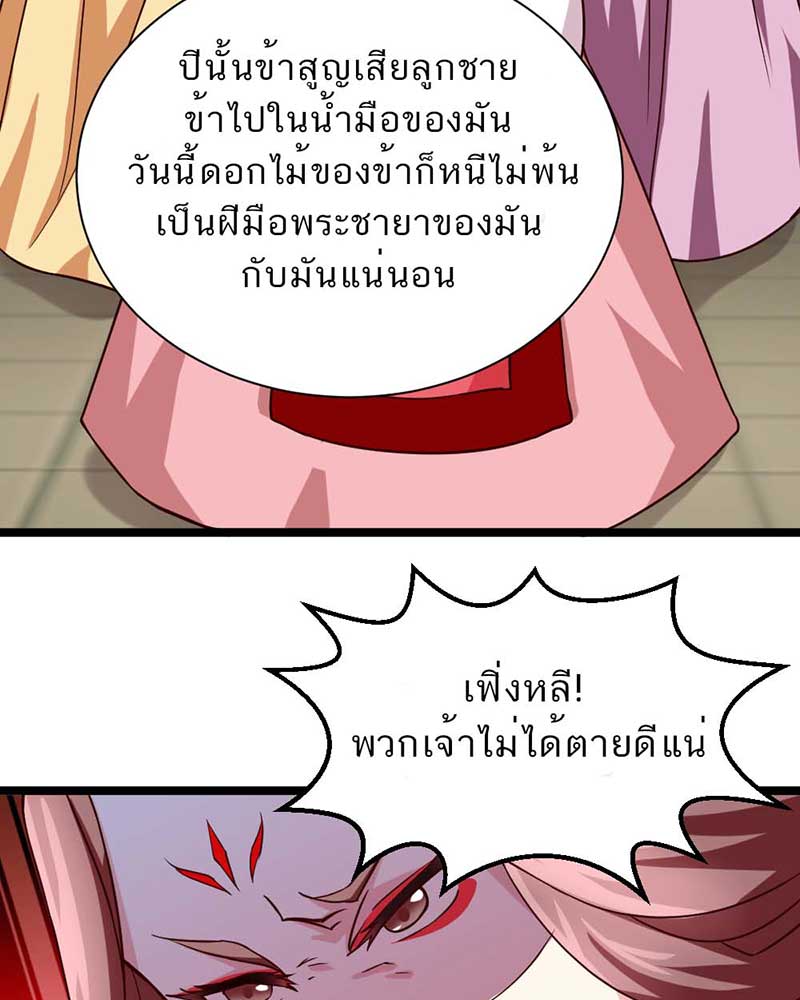 ปีนั้นข้าสูญเสียลูกชาย
ข้าไปในน้ำมือของมัน
วันนี้ดอกไม้ของข้าก็หนีไม่พ้น
เป็นฝีมือพระชายาของมัน
กับมันแน่นอน
เฟิ่งหลี!
พวกเจ้าไม่ได้ตายดีแน่